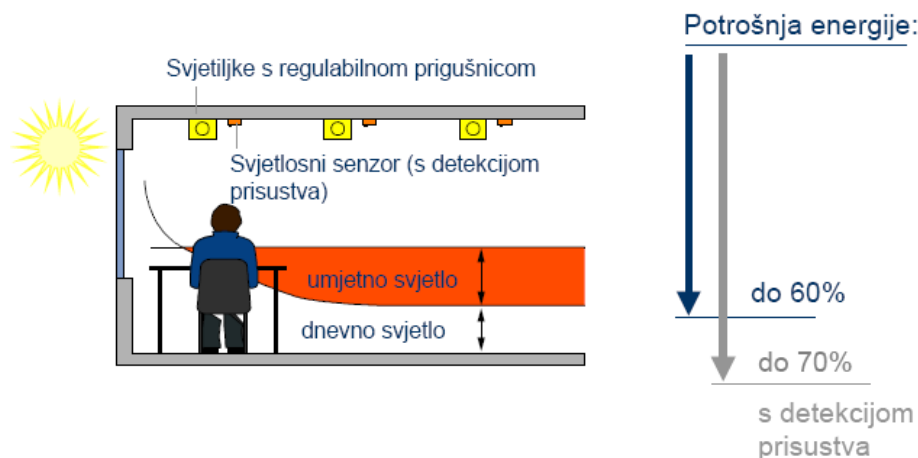 Potrošnja energije:
Svjetiljke s regulabilnom prigušnicom
Svjetlosni senzor (s detekcijom
prisustva)
umjetno svjetlo
dnevno svjetlo
do 60%
do 70%
s detekcijom
prisustva